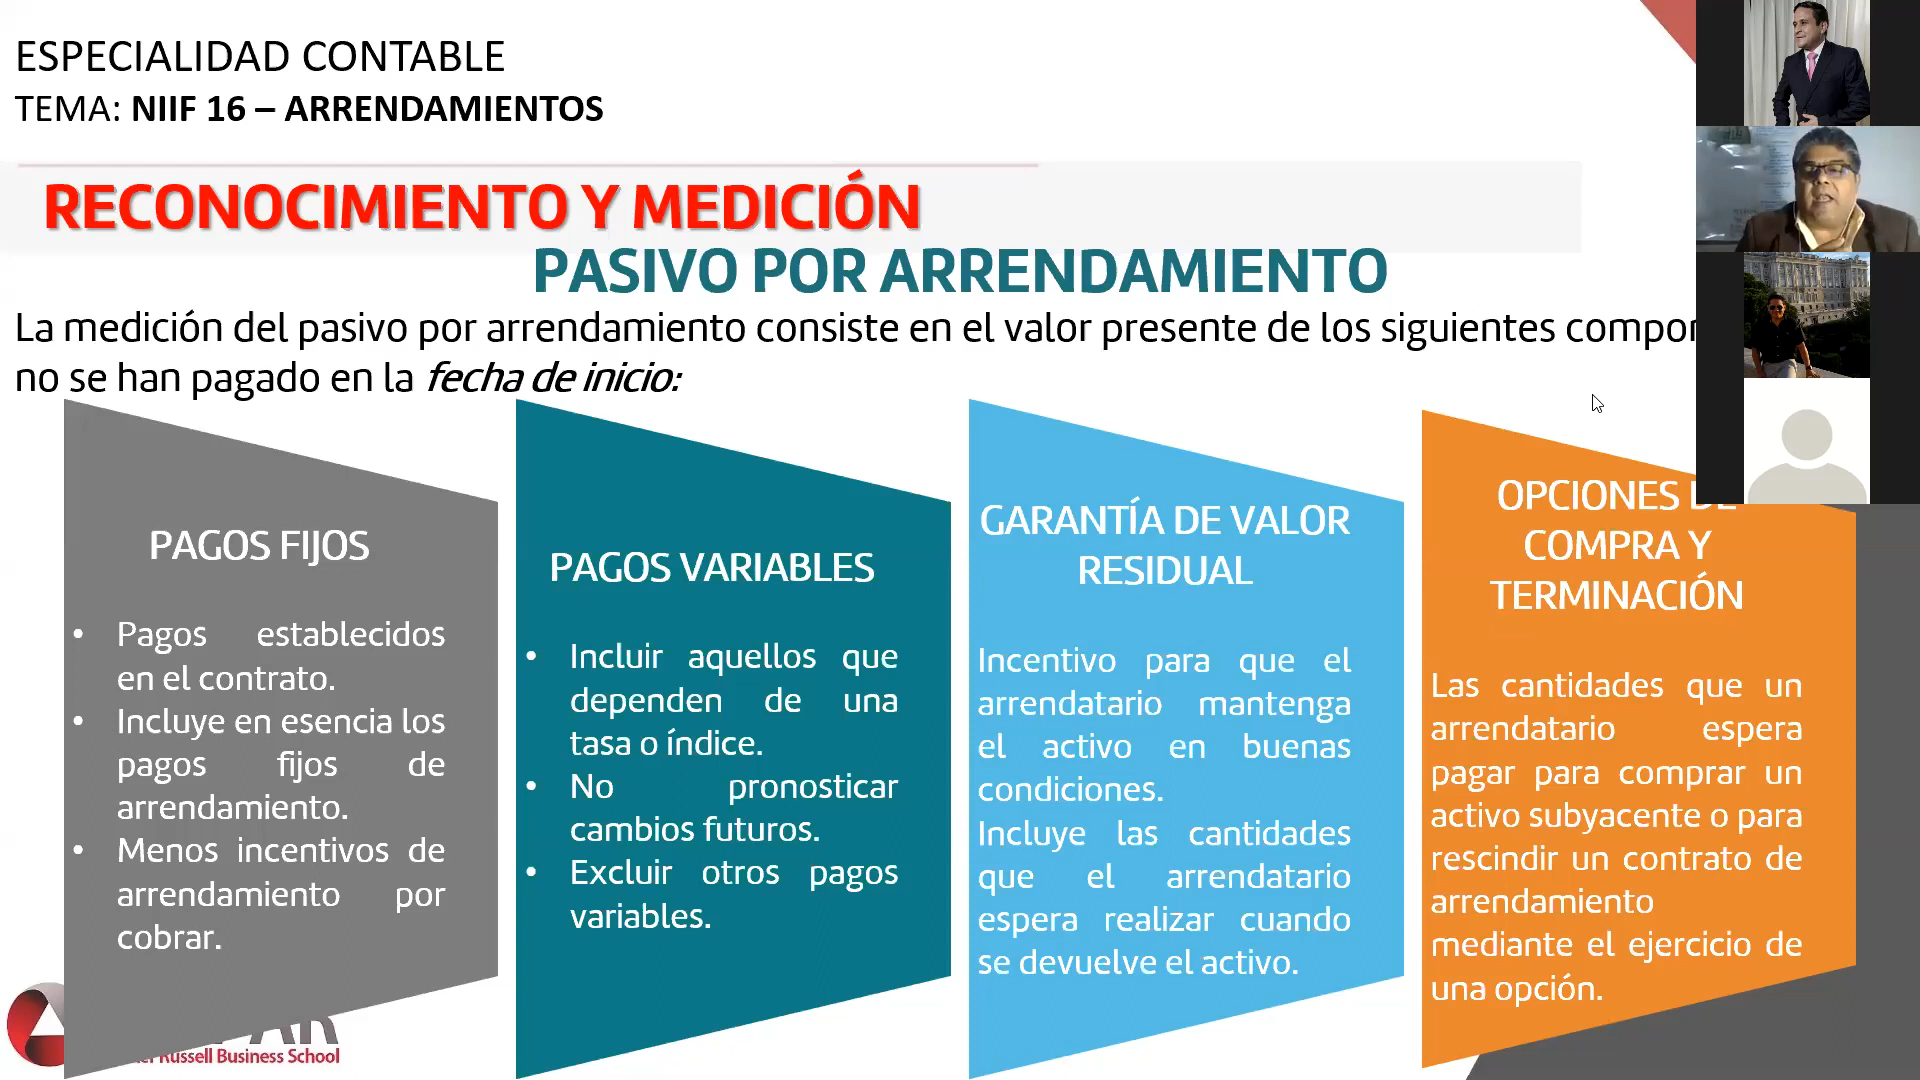 ESPECIALIDAD CONTABLE
TEMA: NIIF 16 – ARRENDAMIENTOS
RECONOCIMIENTO Y MEDICIÓN
PASIVO POR ARRENDAMIENTO
La medición del pasivo por arrendamiento consiste en el valor presente de los siguientes
no se han pagado en la fecha de inicio:
PAGOS FIJOS
• Pagos establecidos
en el contrato.
• Incluye en esencia los
pagos fijos de
arrendamiento.
• Menos incentivos de
arrendamiento por
cobrar.
PAGOS VARIABLES
• Incluir aquellos que
dependen de una
tasa o índice.
• No pronosticar
cambios futuros.
• Excluir otros pagos
variables.
GARANTÍA DE VALOR
RESIDUAL
Incentivo para que el
arrendatario mantenga
el activo en buenas
condiciones.
Incluye las cantidades
que el arrendatario
espera realizar cuando
se devuelve el activo.
OPCIONES DE
COMPRA Y
TERMINACIÓN
Las cantidades que un
arrendatario espera
pagar para comprar un
activo subyacente o para
rescindir un contrato de
arrendamiento
mediante el ejercicio de
una opción.
Russell Business School